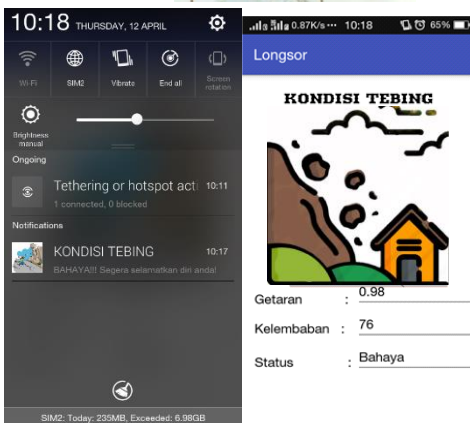 10:18 THURSDAY, 12 APRIL
Wi-Fi SIM2 Vibrate End all Screen rotation
Brightness manual
Ongoing
Tethering or hotspot acti 10:11
1 connected, 0 blocked
Notifications
KONDISI TEBING 10:17
BAHAYA!!! Segera selamatkan diri anda!
SIM2: Today: 235MB, Exceeded: 6.98GB
0.87K/s ··· 10:18 65%
Longsor
KONDISI TEBING
Getaran : 0.98
Kelembaban : 76
Status : Bahaya